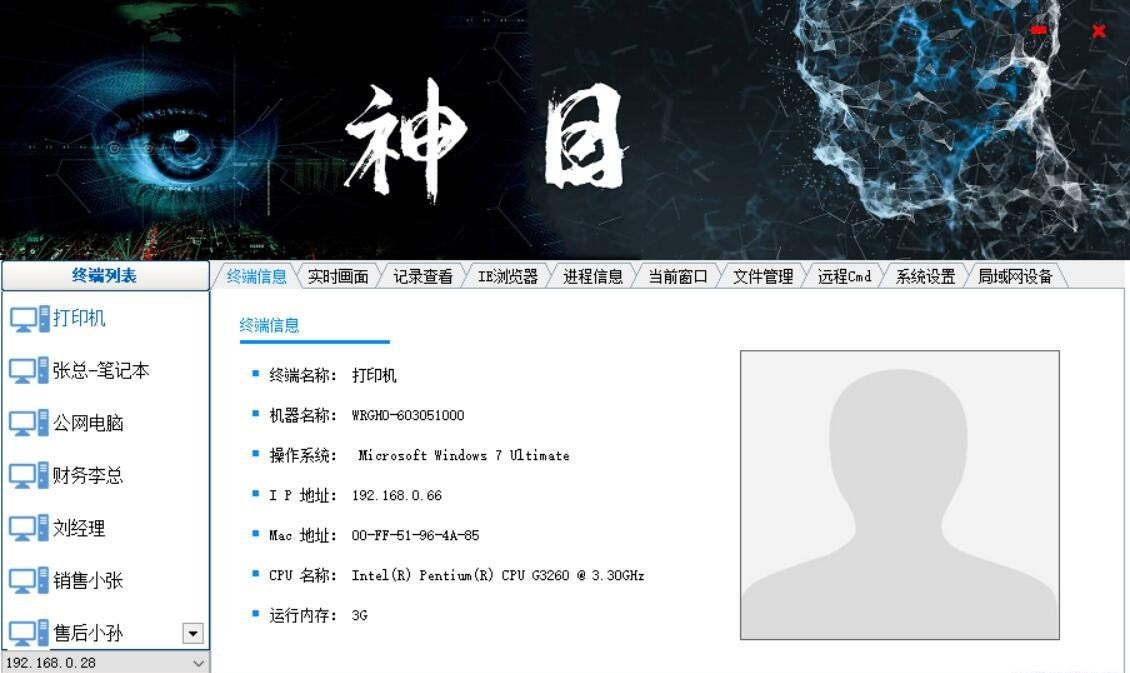 神目
终端列表
终端信息 实时画面 记录查看 IE浏览器 进程信息 当前窗口 文件管理 远程Cmd 系统设置 局域网设备
打印机
张总-笔记本
公网电脑
财务李总
刘经理
销售小张
售后小孙
192.168.0.28
终端信息
终端名称: 打印机
机器名称: WRGHO-603051000
操作系统: Microsoft Windows 7 Ultimate
I P 地址: 192.168.0.66
Mac 地址: 00-FF-51-96-4A-85
CPU 名称: Intel(R) Pentium(R) CPU G3260 @ 3.30GHz
运行内存: 3G